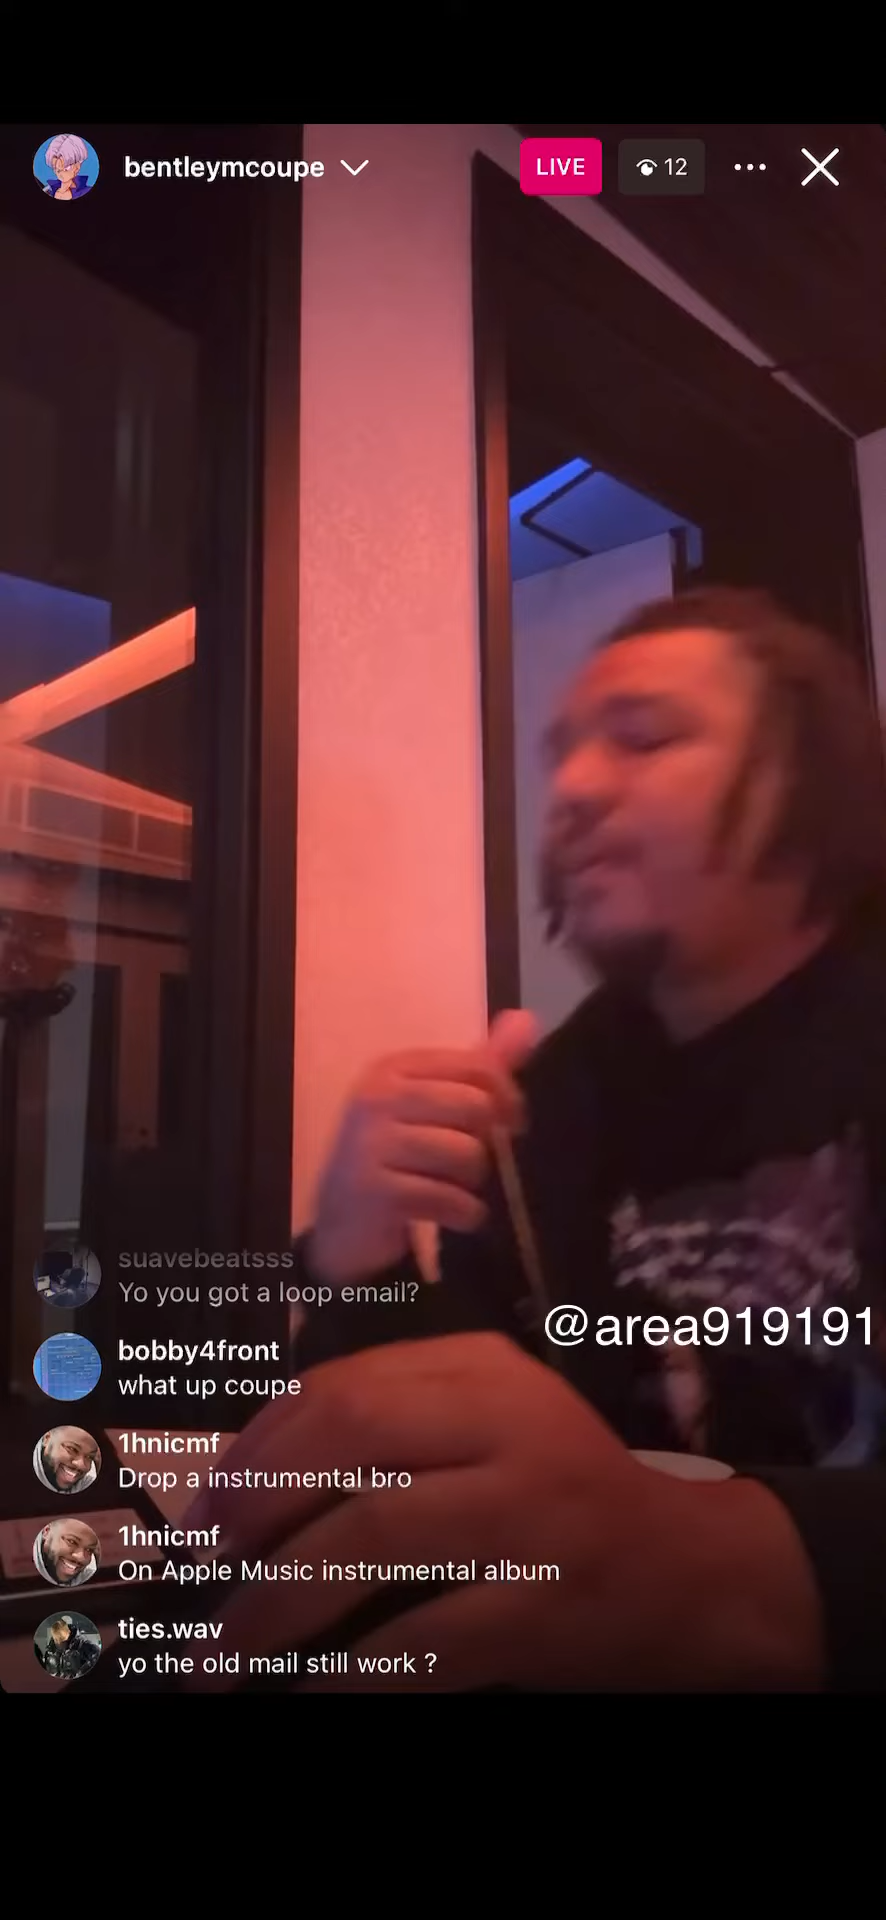 bentleymcoupe
LIVE
12
suavebeatsss
Yo you got a loop email?
@area919191
bobby4front
what up coupe
1hnicmf
Drop a instrumental bro
1hnicmf
On Apple Music instrumental album
ties.wav
yo the old mail still work ?